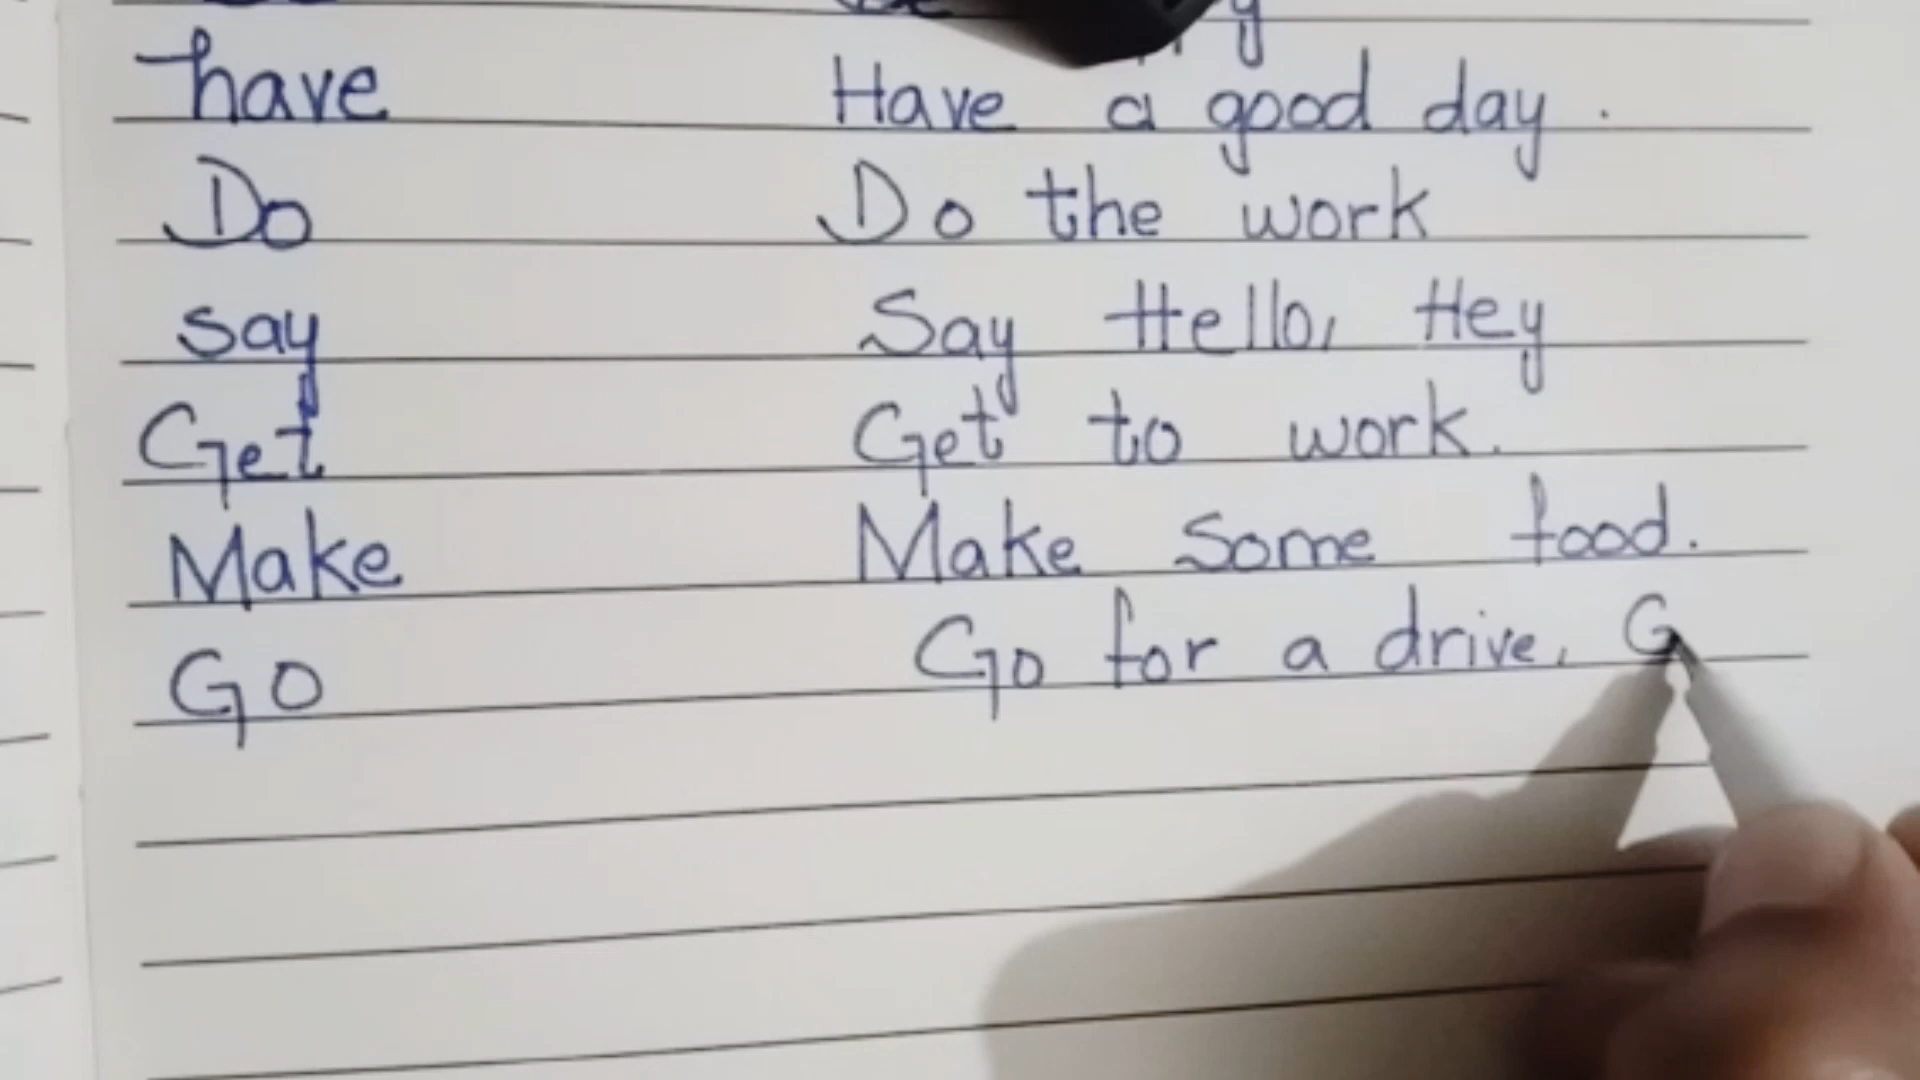 have Have a good day.
Do Do the work
say Say Hello, Hey
Get Get to work.
Make Make Some food.
Go Go for a drive, G